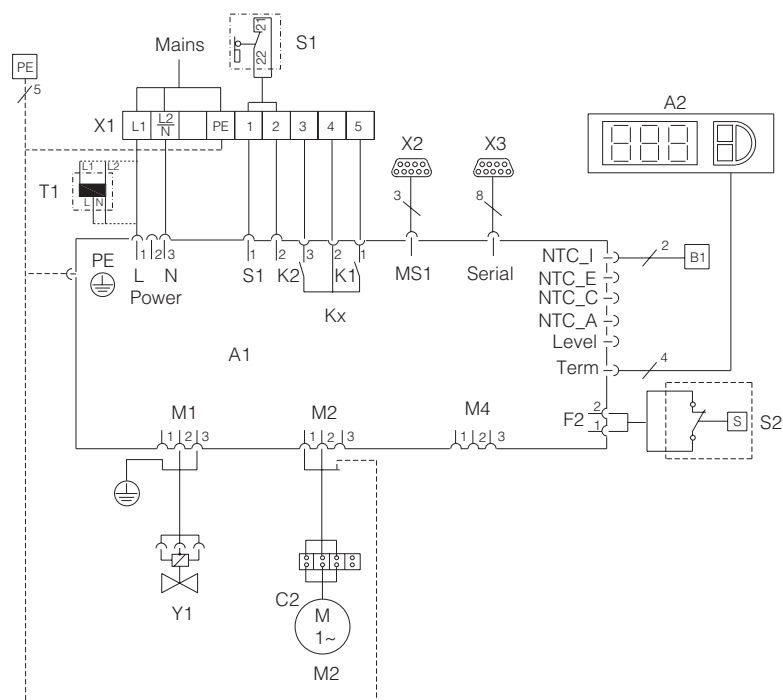 Mains
21
22
S1
PE
5
X1
L1
L2
N
PE
1
2
3
4
5
A2
X2
X3
T1
L1
L2
L
N
3
8
PE
1
2
3
L
N
Power
1
2
3
2
1
S1
K2
K1
Kx
MS1
Serial
NTC_I
2
B1
NTC_E
NTC_C
NTC_A
Level
Term
4
A1
M1
1
2
3
M2
1
2
3
M4
1
2
3
F2
2
1
S
S2
Y1
C2
M
1~
M2